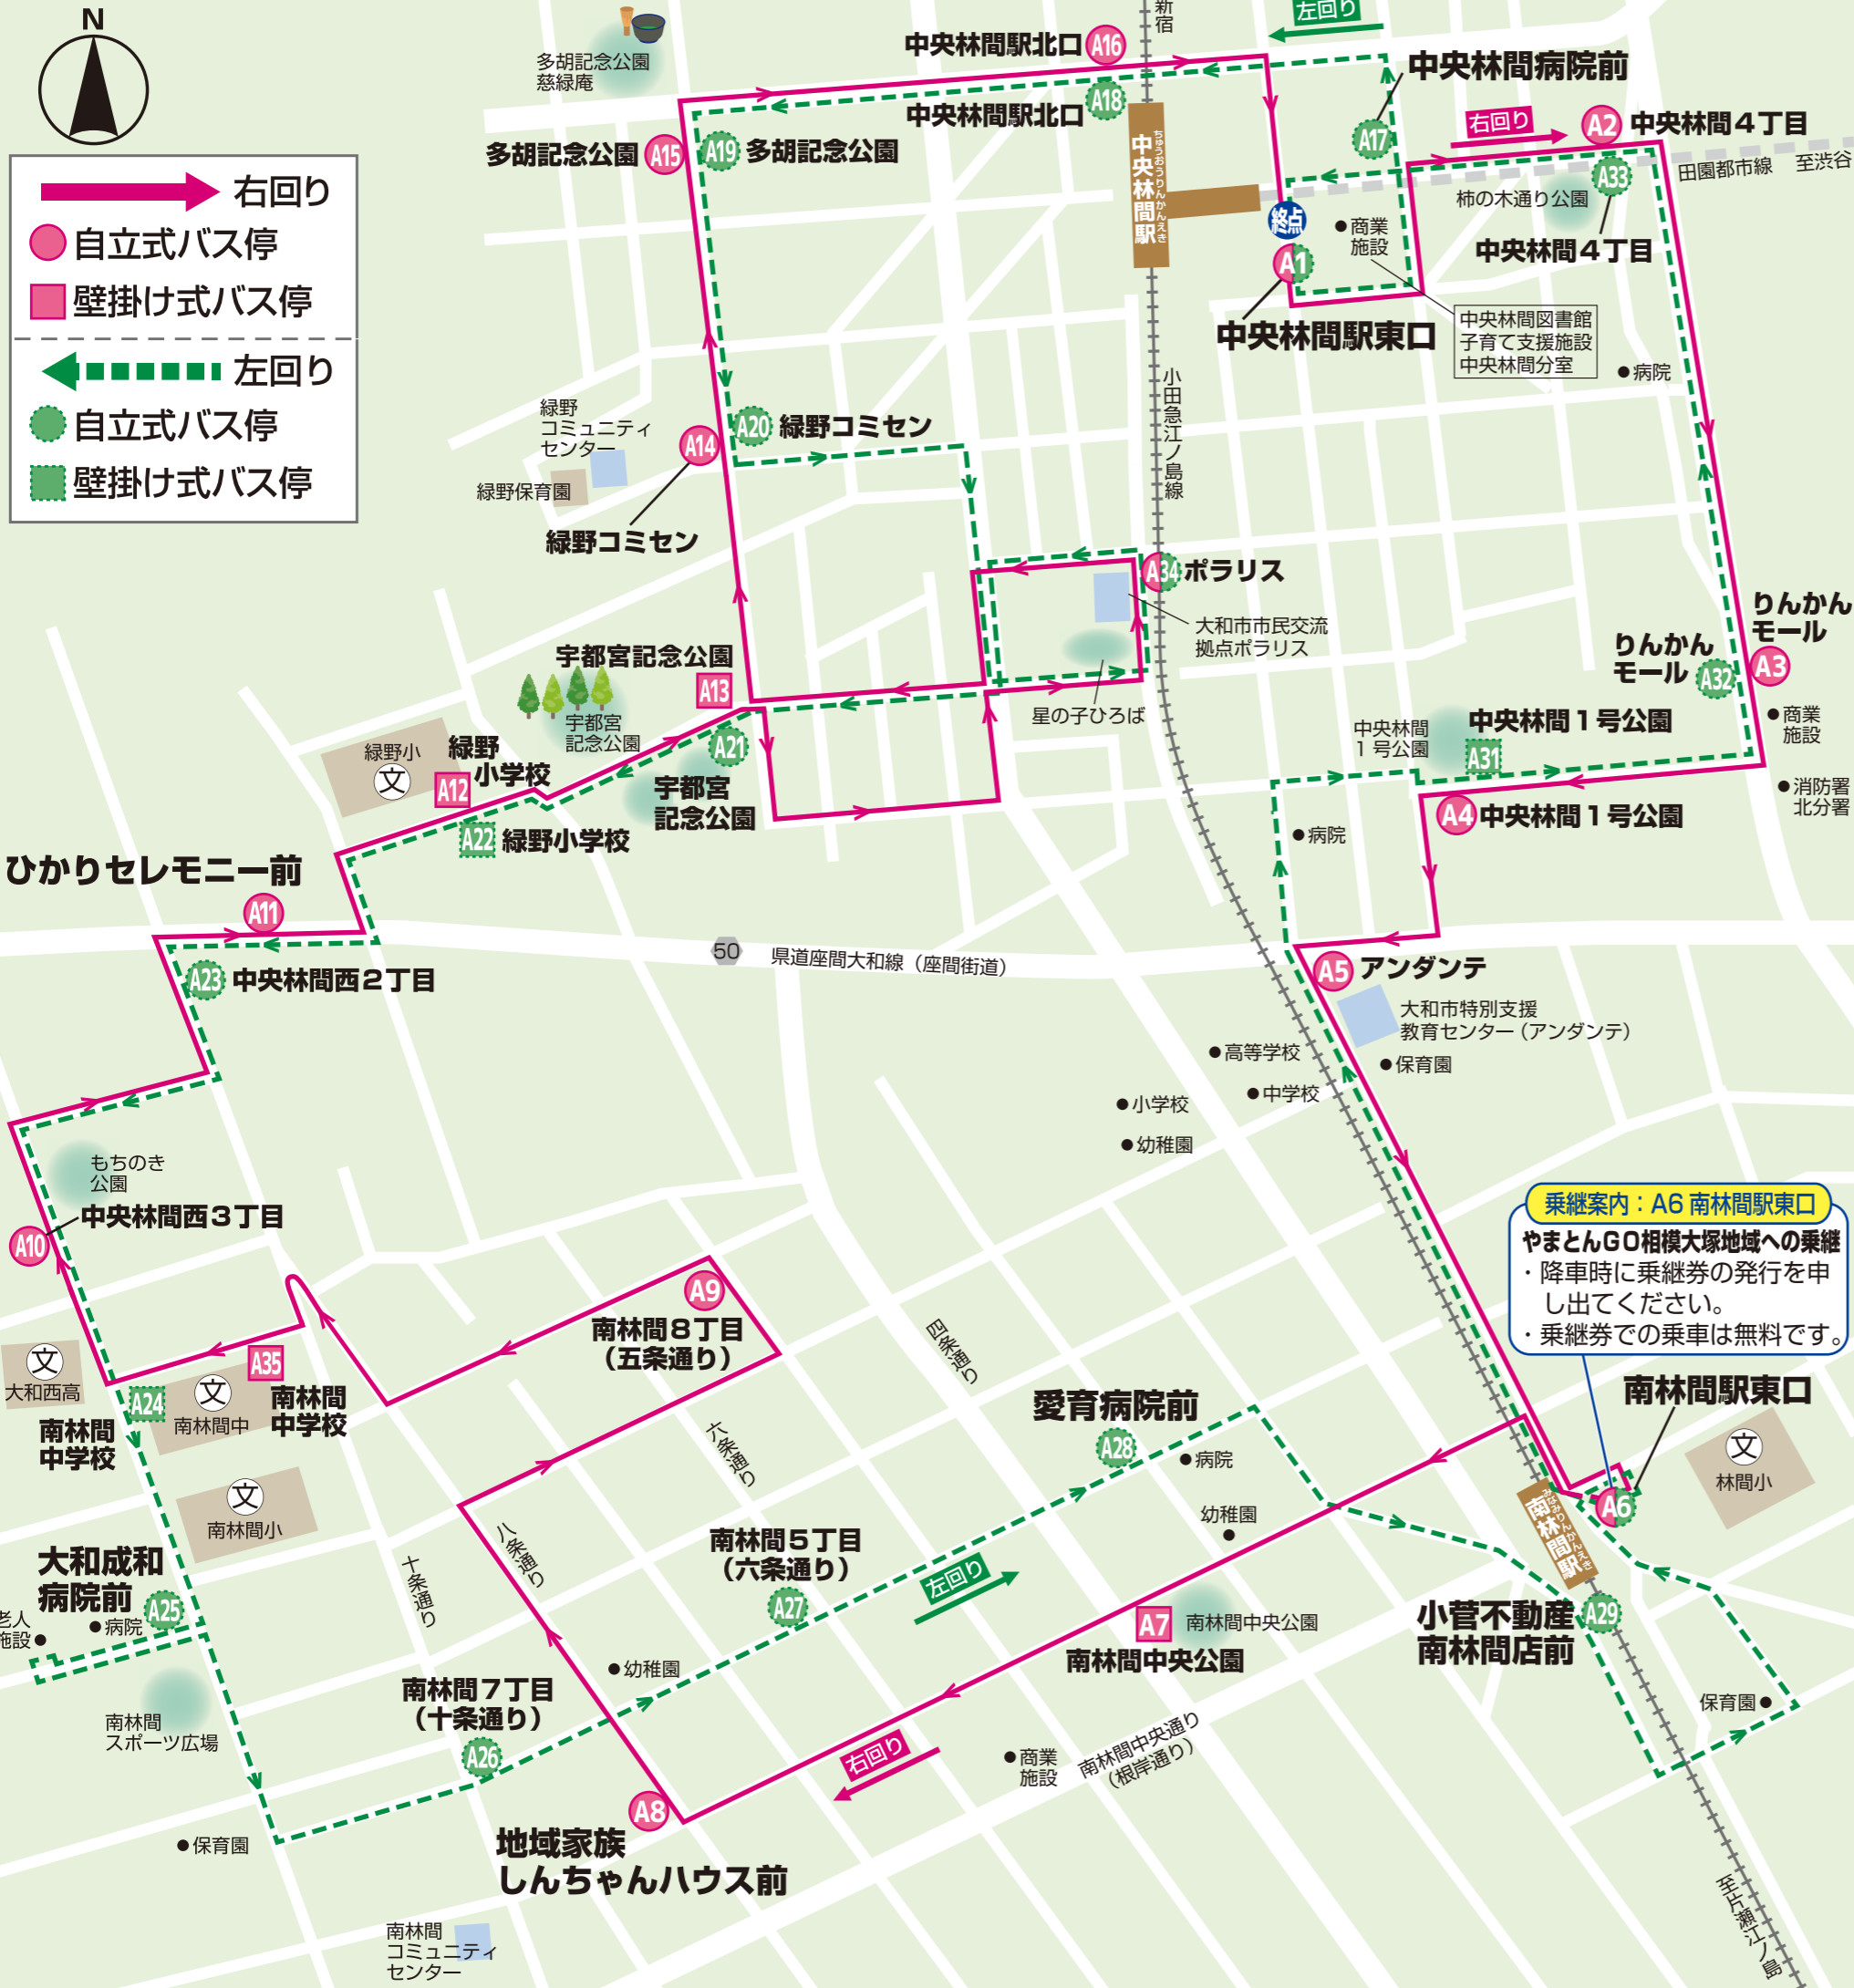 N
右回り
自立式バス停
壁掛け式バス停
左回り
自立式バス停
壁掛け式バス停
多胡記念公園
慈緑庵
新宿
左回り
中央林間駅北口
A16
中央林間駅北口
A18
中央林間病院前
A17
右回り
A2
中央林間4丁目
田園都市線　至渋谷
多胡記念公園
A15
A19
多胡記念公園
中央林間駅
ちゅうおうりんかんえき
終点
A1
中央林間駅東口
商業
施設
柿の木通り公園
A33
中央林間4丁目
中央林間図書館
子育て支援施設
中央林間分室
病院
小田急江ノ島線
緑野
コミュニティ
センター
緑野保育園
A14
緑野コミセン
A20
緑野コミセン
A34
ポラリス
大和市市民交流
拠点ポラリス
星の子ひろば
りんかん
モール
A3
りんかん
モール
A32
商業
施設
消防署
北分署
宇都宮記念公園
A13
宇都宮
記念公園
A21
宇都宮
記念公園
緑野小
文
緑野
小学校
A12
A22
緑野小学校
中央林間
1号公園
中央林間1号公園
A31
A4
中央林間1号公園
病院
ひかりセレモニー前
A11
A23
中央林間西2丁目
50
県道座間大和線（座間街道）
A5
アンダンテ
大和市特別支援
教育センター（アンダンテ）
保育園
高等学校
中学校
小学校
幼稚園
もちのき
公園
中央林間西3丁目
A10
乗継案内：A6 南林間駅東口
やまとんGO相模大塚地域への乗継
・降車時に乗継券の発行を申
し出てください。
・乗継券での乗車は無料です。
南林間駅東口
A6
文
林間小
南林間駅
みなみりんかんえき
A9
南林間8丁目
（五条通り）
四条通り
六条通り
八条通り
十条通り
文
大和西高
A24
南林間
中学校
文
南林間中
A35
南林間
中学校
文
南林間小
愛育病院前
A28
病院
幼稚園
大和成和
病院前
A25
病院
老人
施設
南林間5丁目
（六条通り）
A27
左回り
A7
南林間中央公園
南林間中央公園
小菅不動産
南林間店前
A29
保育園
南林間
スポーツ広場
南林間7丁目
（十条通り）
A26
幼稚園
右回り
商業
施設
南林間中央通り
（根岸通り）
A8
地域家族
しんちゃんハウス前
保育園
南林間
コミュニティ
センター
至片瀬江ノ島